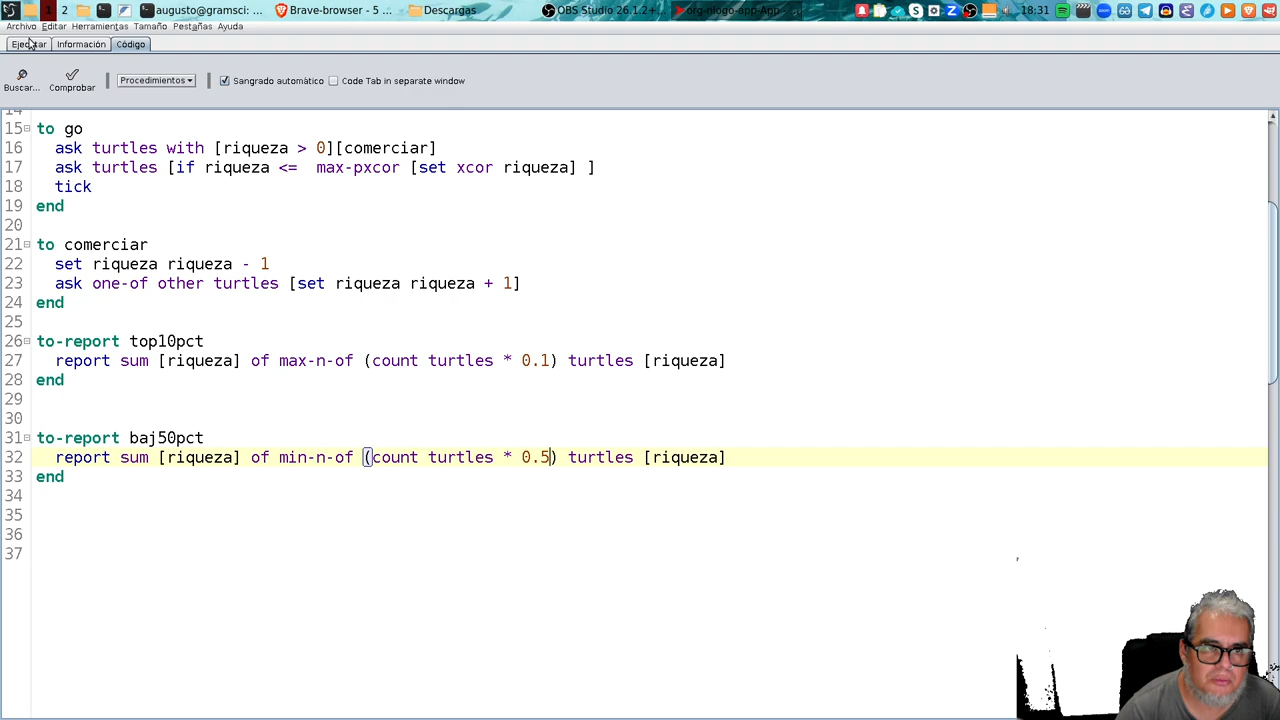 1 2 augusto@gramsci: ... Brave-browser - 5 ... Descargas OBS Studio 26.1.2+... org-nlogo-app-App 18:31
Archivo Editar Herramientas Tamaño Pestañas Ayuda
Ejecutar Información Código
Buscar... Comprobar Procedimientos Sangrado automático Code Tab in separate window
14
15 to go
16 ask turtles with [riqueza > 0][comerciar]
17 ask turtles [if riqueza <= max-pxcor [set xcor riqueza] ]
18 tick
19 end
20
21 to comerciar
22 set riqueza riqueza - 1
23 ask one-of other turtles [set riqueza riqueza + 1]
24 end
25
26 to-report top10pct
27 report sum [riqueza] of max-n-of (count turtles * 0.1) turtles [riqueza]
28 end
29
30
31 to-report baj50pct
32 report sum [riqueza] of min-n-of (count turtles * 0.5) turtles [riqueza]
33 end
34
35
36
37